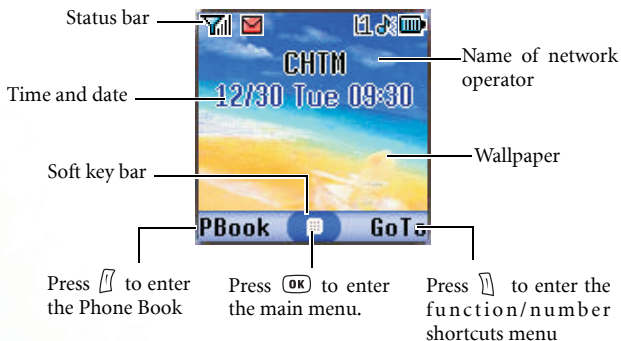 Status bar
L1
CHTM
Name of network
operator
Time and date
12/30 Tue 09:30
Wallpaper
Soft key bar
PBook
GoTo
Press to enter
the Phone Book
Press OK to enter
the main menu.
Press to enter the
function/number
shortcuts menu